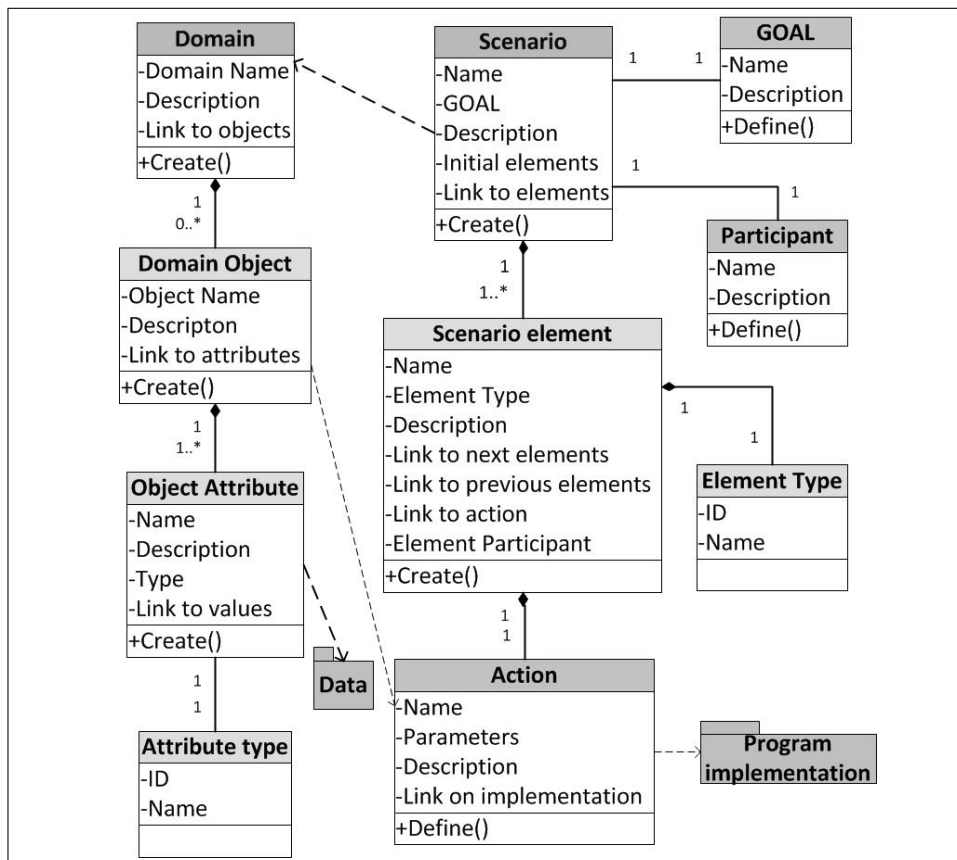 Domain
-Domain Name
-Description
-Link to objects
+Create()
1
0..*
Domain Object
-Object Name
-Descripton
-Link to attributes
+Create()
1
1..*
Object Attribute
-Name
-Description
-Type
-Link to values
+Create()
1
1
Attribute type
-ID
-Name
Data
Scenario
-Name
-GOAL
-Description
-Initial elements
-Link to elements
+Create()
1
1..*
Scenario element
-Name
-Element Type
-Description
-Link to next elements
-Link to previous elements
-Link to action
-Element Participant
+Create()
1
1
Action
-Name
-Parameters
-Description
-Link on implementation
+Define()
1
1
GOAL
-Name
-Description
+Define()
1
1
Participant
-Name
-Description
+Define()
1
1
Element Type
-ID
-Name
Program
implementation